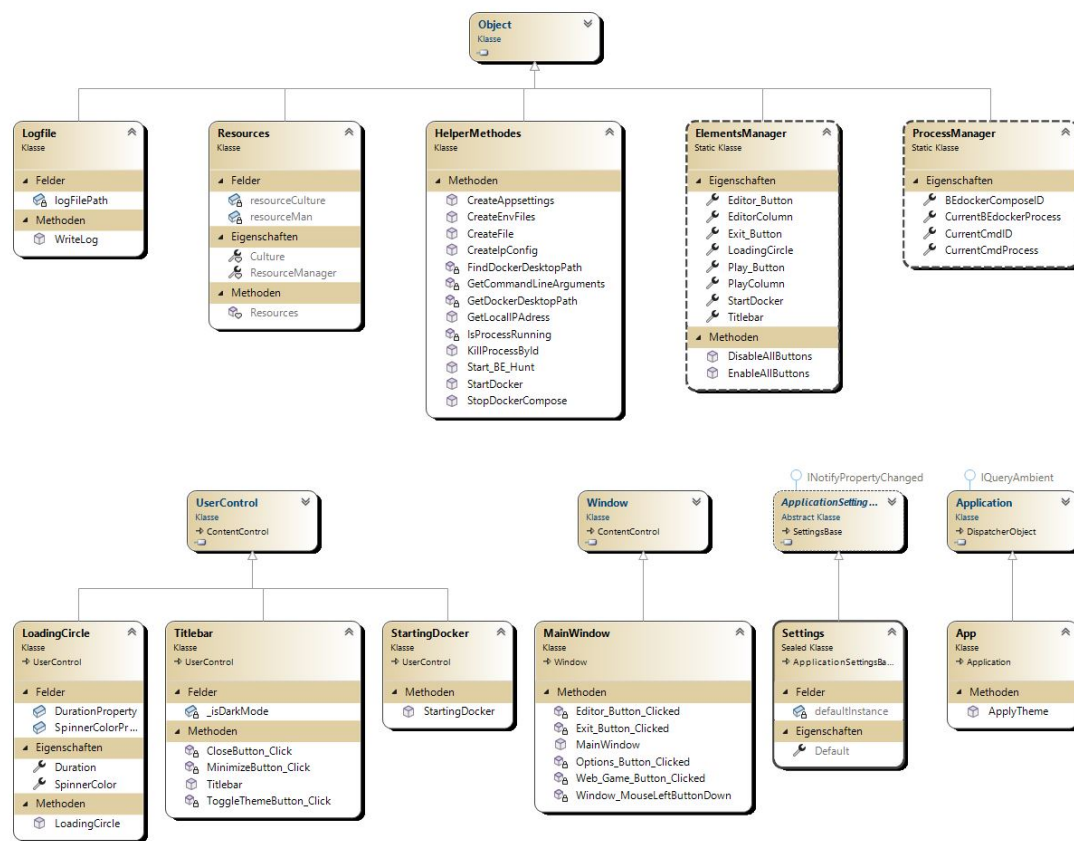 Object
Klasse
Logfile
Klasse
Felder
logFilePath
Methoden
WriteLog
Resources
Klasse
Felder
resourceCulture
resourceMan
Eigenschaften
Culture
ResourceManager
Methoden
Resources
HelperMethodes
Klasse
Methoden
CreateAppsettings
CreateEnvFiles
CreateFile
CreateIpConfig
FindDockerDesktopPath
GetCommandLineArguments
GetDockerDesktopPath
GetLocalIPAdress
IsProcessRunning
KillProcessById
Start_BE_Hunt
StartDocker
StopDockerCompose
ElementsManager
Static Klasse
Eigenschaften
Editor_Button
EditorColumn
Exit_Button
LoadingCircle
Play_Button
PlayColumn
StartDocker
Titlebar
Methoden
DisableAllButtons
EnableAllButtons
ProcessManager
Static Klasse
Eigenschaften
BEdockerComposeID
CurrentBEdockerProcess
CurrentCmdID
CurrentCmdProcess
UserControl
Klasse
ContentControl
Window
Klasse
ContentControl
INotifyPropertyChanged
ApplicationSetting...
Abstract Klasse
SettingsBase
IQueryAmbient
Application
Klasse
DispatcherObject
LoadingCircle
Klasse
UserControl
Felder
DurationProperty
SpinnerColorPr...
Eigenschaften
Duration
SpinnerColor
Methoden
LoadingCircle
Titlebar
Klasse
UserControl
Felder
_isDarkMode
Methoden
CloseButton_Click
MinimizeButton_Click
Titlebar
ToggleThemeButton_Click
StartingDocker
Klasse
UserControl
Methoden
StartingDocker
MainWindow
Klasse
Window
Methoden
Editor_Button_Clicked
Exit_Button_Clicked
MainWindow
Options_Button_Clicked
Web_Game_Button_Clicked
Window_MouseLeftButtonDown
Settings
Sealed Klasse
ApplicationSettingsBa...
Felder
defaultInstance
Eigenschaften
Default
App
Klasse
Application
Methoden
ApplyTheme